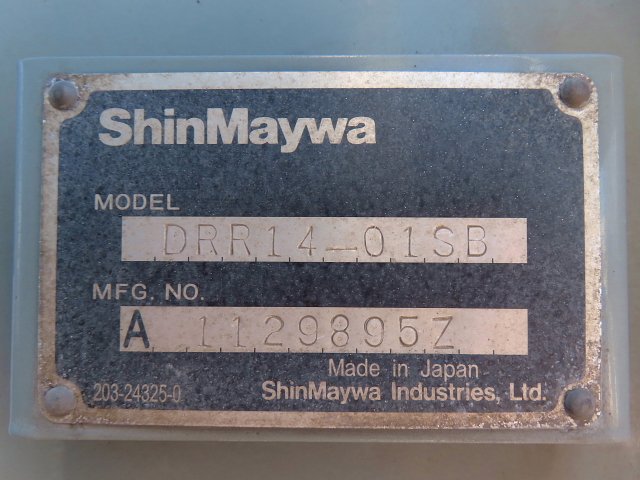 ShinMaywa
MODEL
DRR14-01SB
MFG. NO.
A 1129895Z
Made in Japan
203-24325-0 ShinMaywa Industries, Ltd.